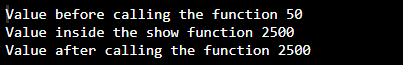 Value before calling the function 50
Value inside the show function 2500
Value after calling the function 2500